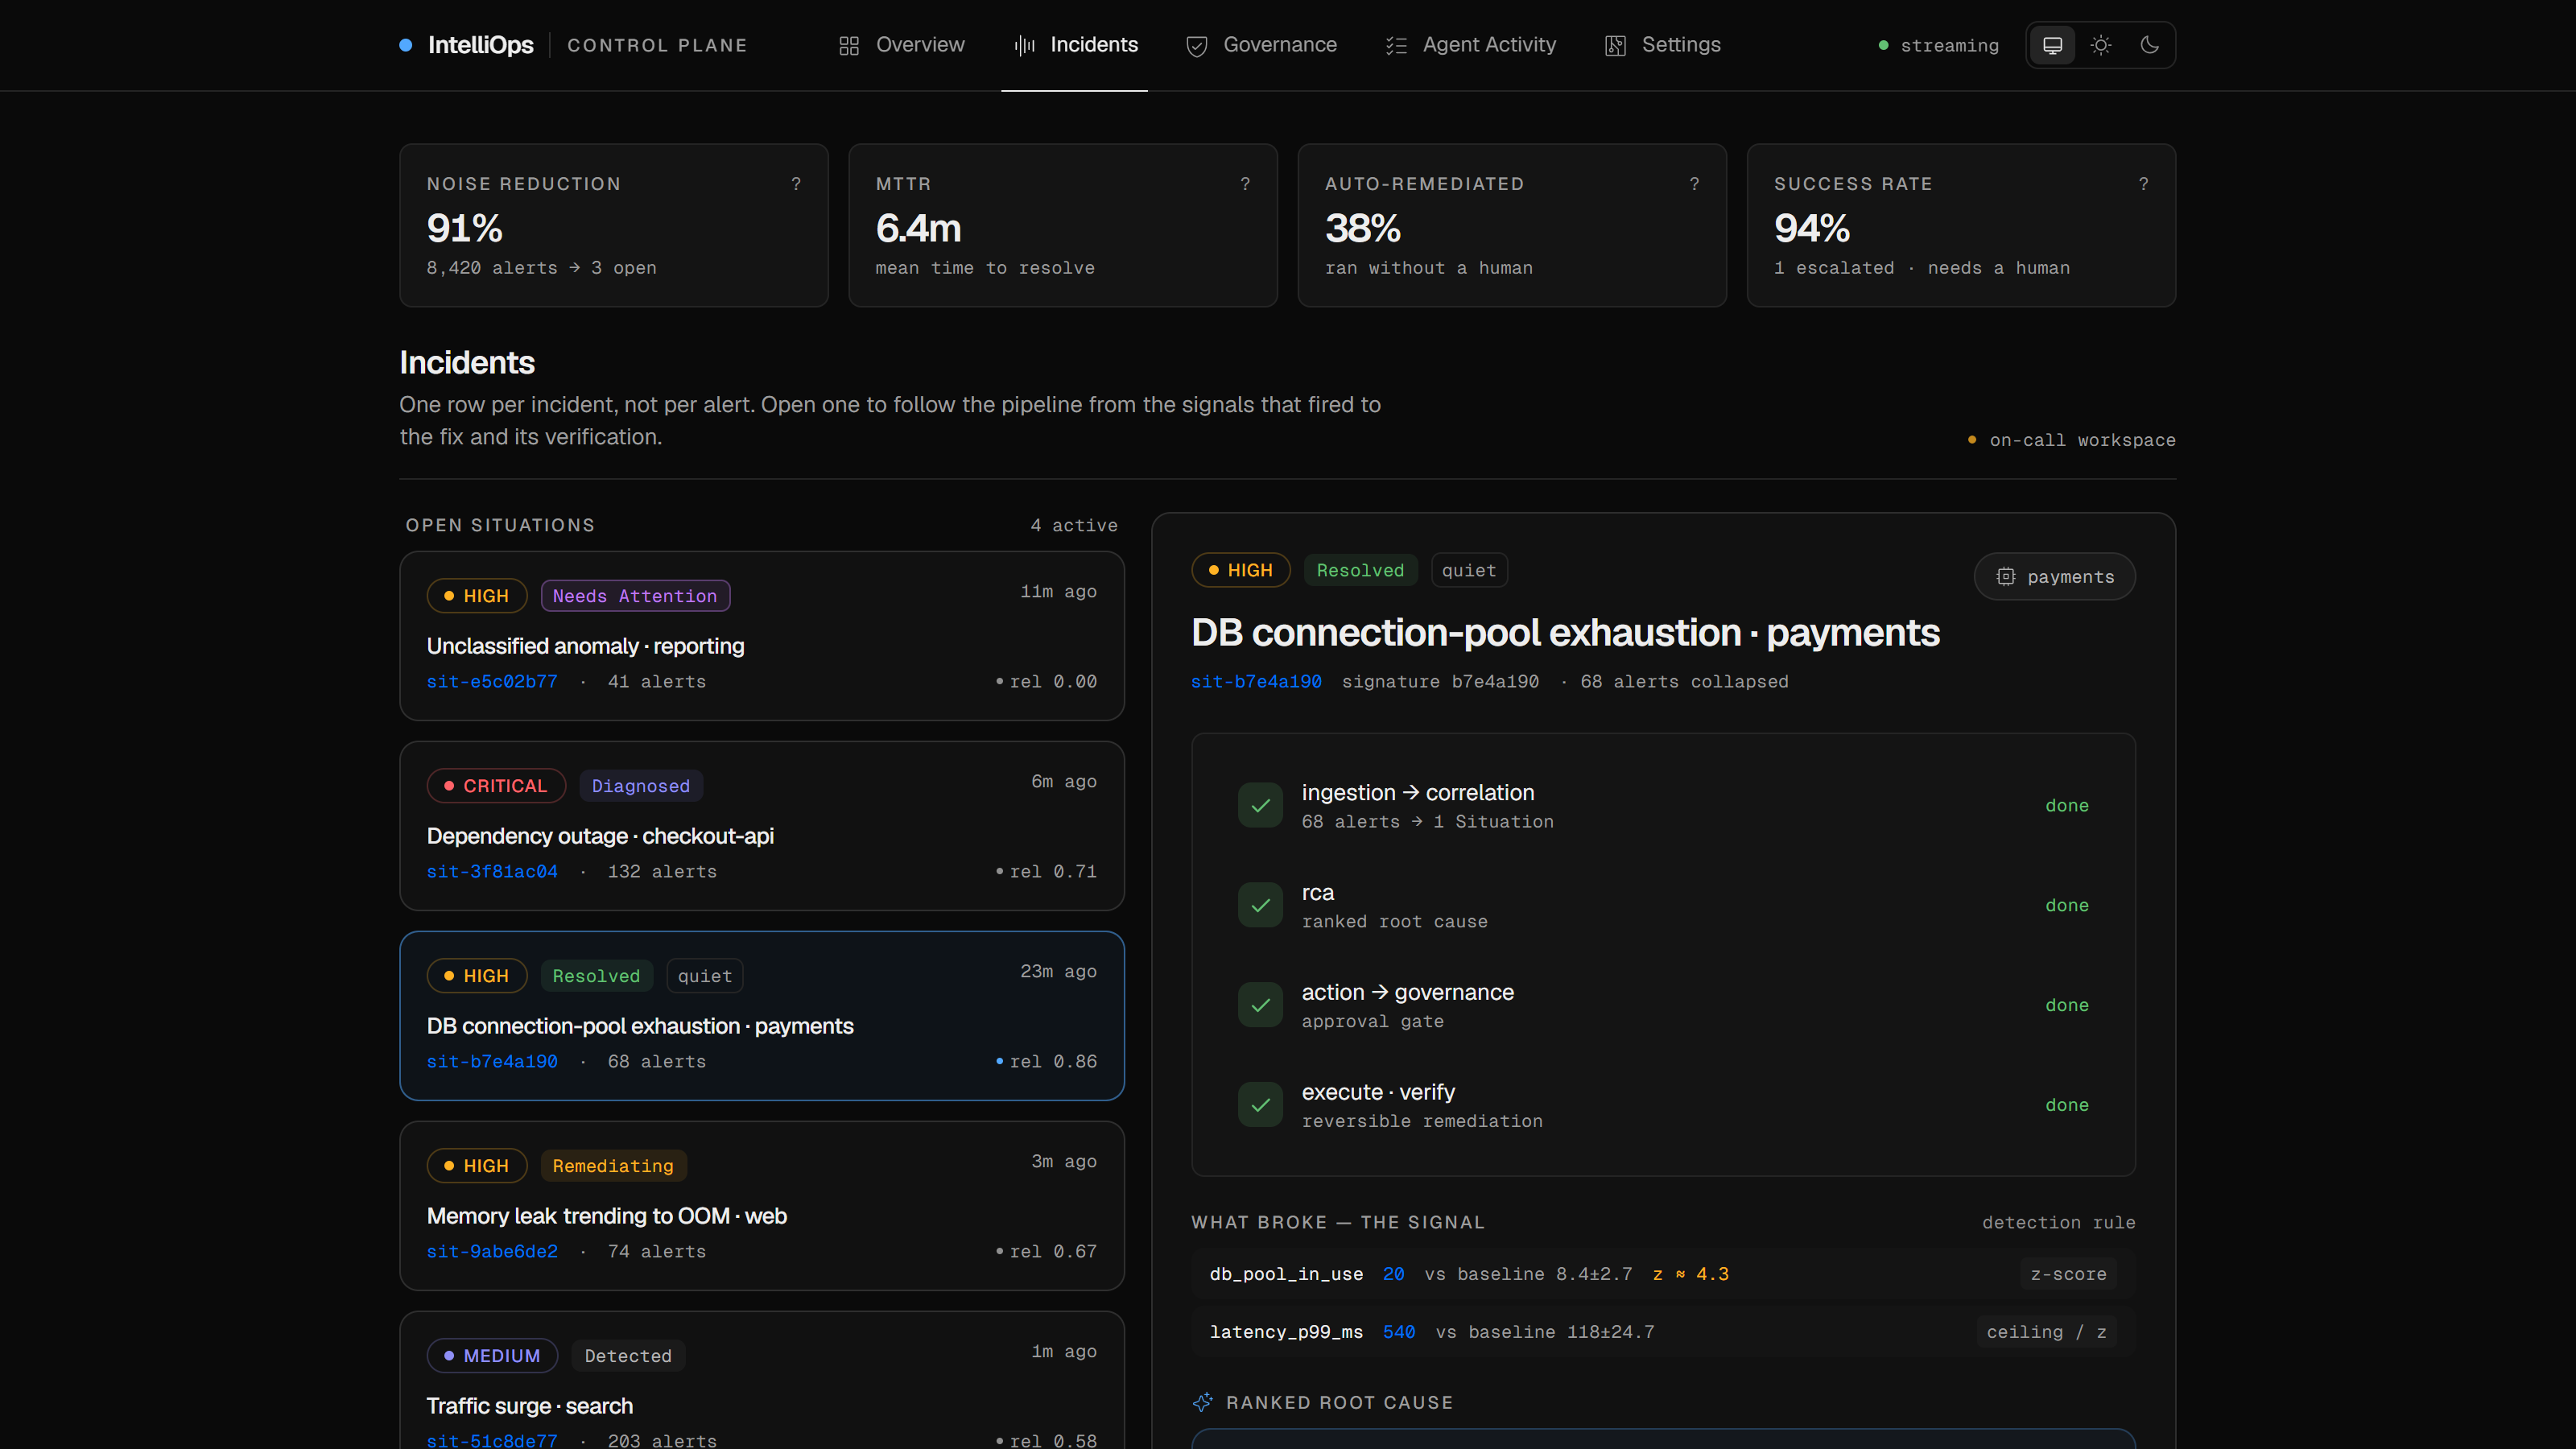 IntelliOps CONTROL PLANE
Overview
Incidents
Governance
Agent Activity
Settings
streaming
NOISE REDUCTION ?
91%
8,420 alerts → 3 open
MTTR ?
6.4m
mean time to resolve
AUTO-REMEDIATED ?
38%
ran without a human
SUCCESS RATE ?
94%
1 escalated · needs a human
Incidents
One row per incident, not per alert. Open one to follow the pipeline from the signals that fired to
the fix and its verification.
on-call workspace
OPEN SITUATIONS 4 active
HIGH Needs Attention 11m ago
Unclassified anomaly · reporting
sit-e5c02b77 · 41 alerts rel 0.00
CRITICAL Diagnosed 6m ago
Dependency outage · checkout-api
sit-3f81ac04 · 132 alerts rel 0.71
HIGH Resolved quiet 23m ago
DB connection-pool exhaustion · payments
sit-b7e4a190 · 68 alerts rel 0.86
HIGH Remediating 3m ago
Memory leak trending to OOM · web
sit-9abe6de2 · 74 alerts rel 0.67
MEDIUM Detected 1m ago
Traffic surge · search
sit-51c8de77 · 203 alerts rel 0.58
HIGH Resolved quiet payments
DB connection-pool exhaustion · payments
sit-b7e4a190 signature b7e4a190 · 68 alerts collapsed
ingestion → correlation done
68 alerts → 1 Situation
rca done
ranked root cause
action → governance done
approval gate
execute · verify done
reversible remediation
WHAT BROKE — THE SIGNAL detection rule
db_pool_in_use 20 vs baseline 8.4±2.7 z ≈ 4.3 z-score
latency_p99_ms 540 vs baseline 118±24.7 ceiling / z
RANKED ROOT CAUSE